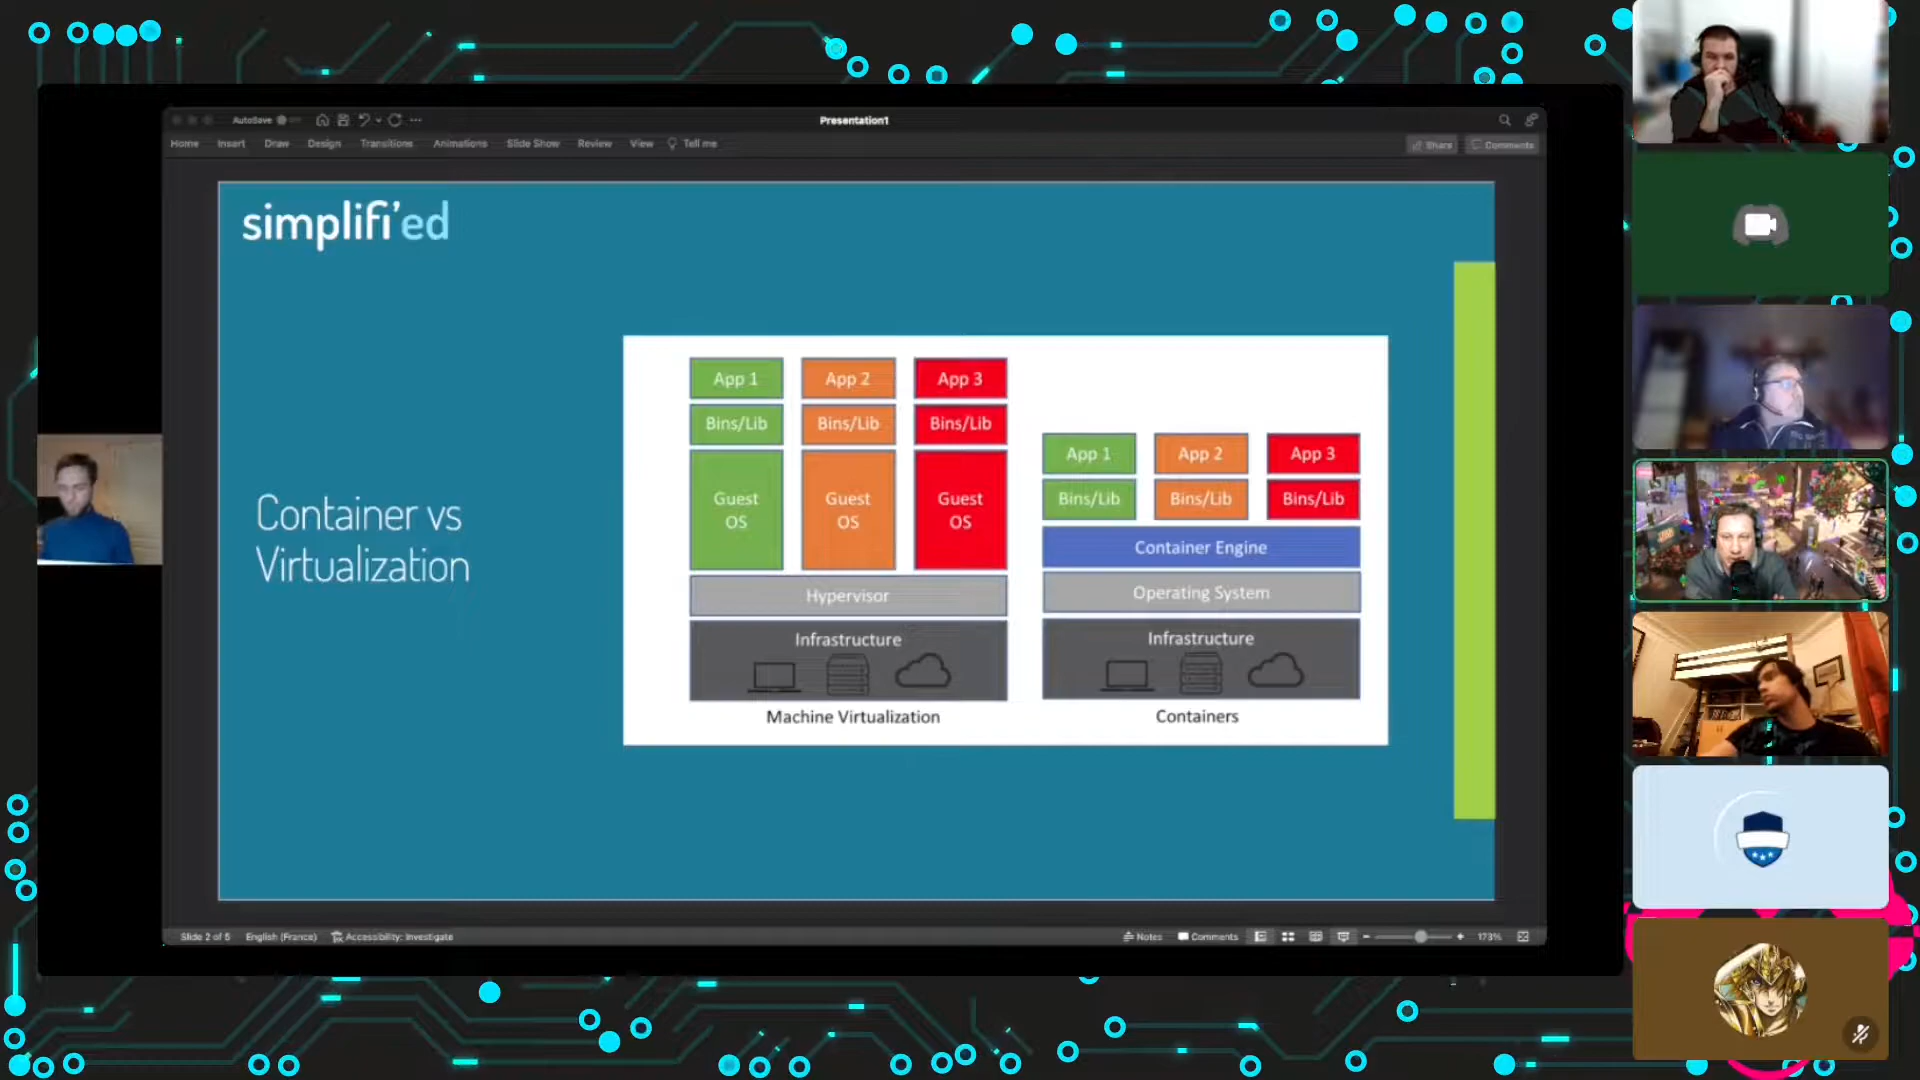 AutoSave
Presentation1
Home Insert Draw Design Transitions Animations Slide Show Review View Tell me
Share Comments
simplifi'ed
Container vs
Virtualization
App 1 App 2 App 3
Bins/Lib Bins/Lib Bins/Lib
Guest
OS
Guest
OS
Guest
OS
Hypervisor
Infrastructure
Machine Virtualization
App 1 App 2 App 3
Bins/Lib Bins/Lib Bins/Lib
Container Engine
Operating System
Infrastructure
Containers
Slide 2 of 5 English (France) Accessibility: Investigate
Notes Comments 173%